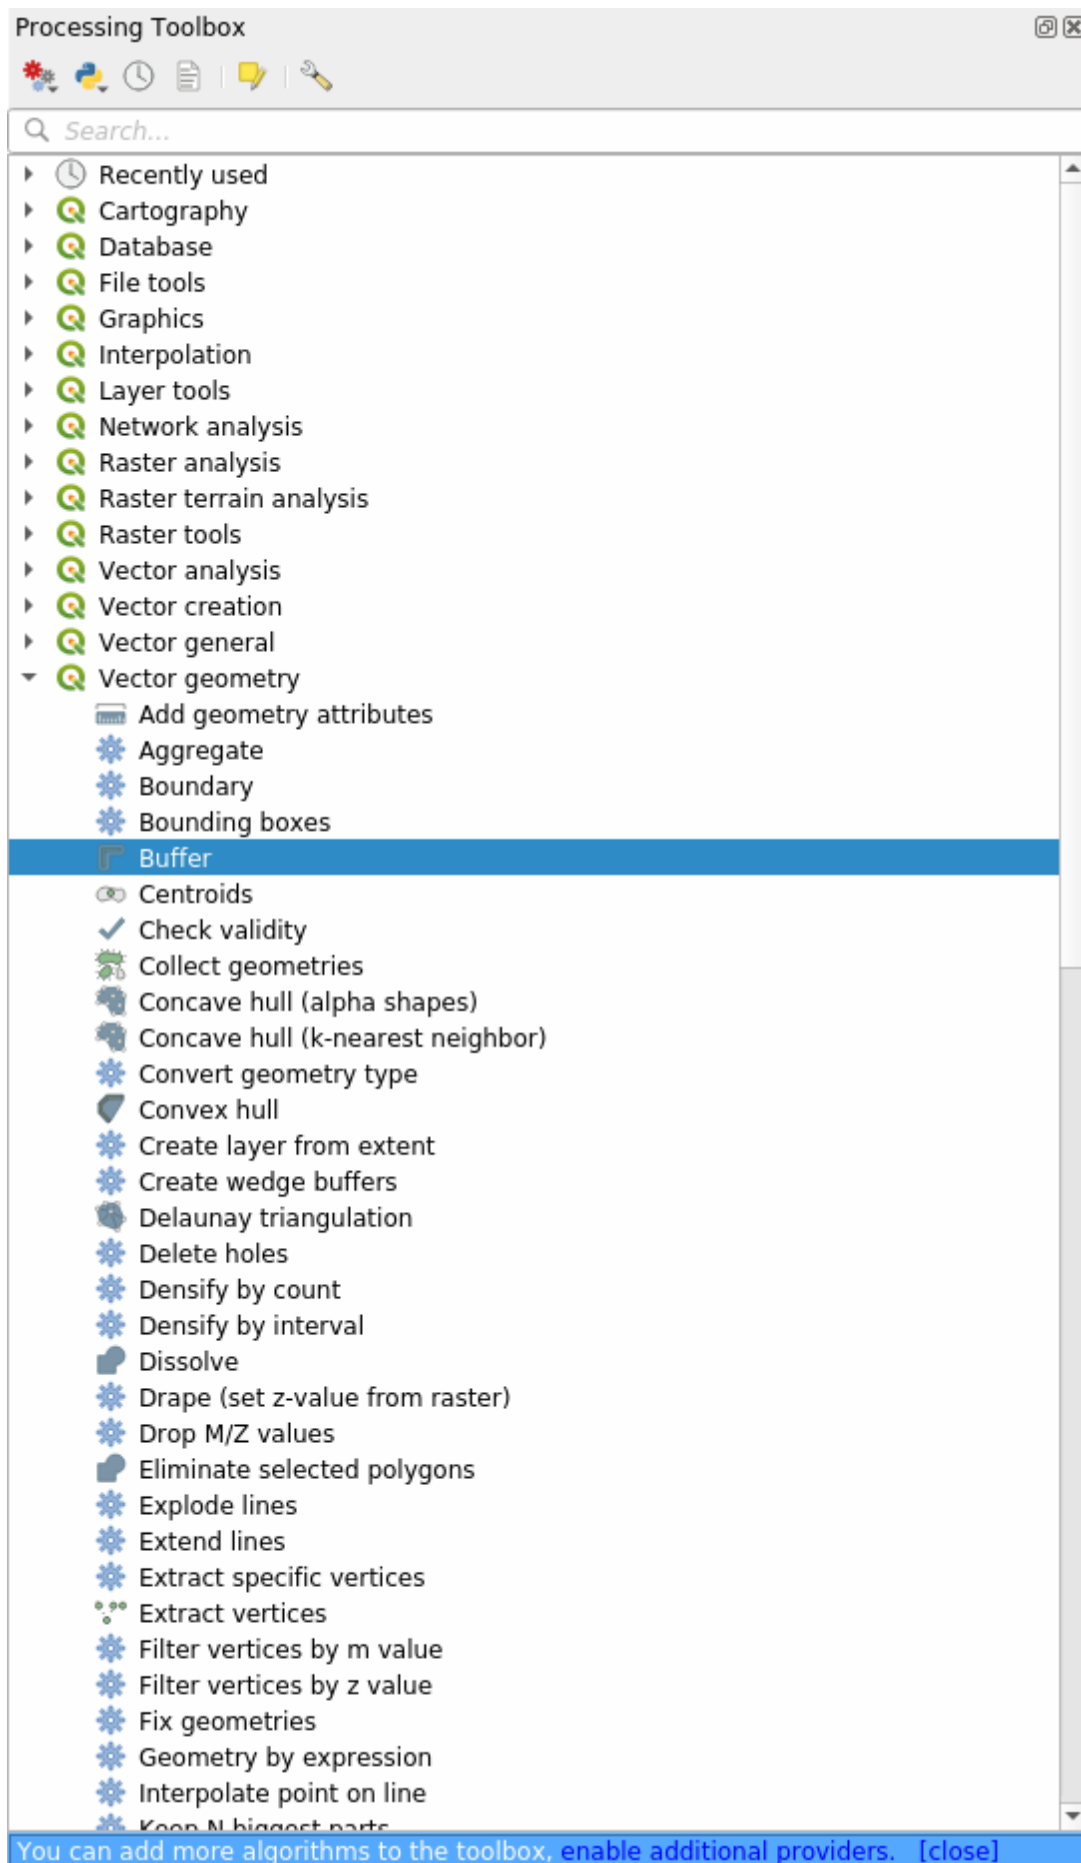 Processing Toolbox
Search...
Recently used
Cartography
Database
File tools
Graphics
Interpolation
Layer tools
Network analysis
Raster analysis
Raster terrain analysis
Raster tools
Vector analysis
Vector creation
Vector general
Vector geometry
Add geometry attributes
Aggregate
Boundary
Bounding boxes
Buffer
Centroids
Check validity
Collect geometries
Concave hull (alpha shapes)
Concave hull (k-nearest neighbor)
Convert geometry type
Convex hull
Create layer from extent
Create wedge buffers
Delaunay triangulation
Delete holes
Densify by count
Densify by interval
Dissolve
Drape (set z-value from raster)
Drop M/Z values
Eliminate selected polygons
Explode lines
Extend lines
Extract specific vertices
Extract vertices
Filter vertices by m value
Filter vertices by z value
Fix geometries
Geometry by expression
Interpolate point on line
Keep N biggest parts
You can add more algorithms to the toolbox, enable additional providers. [close]